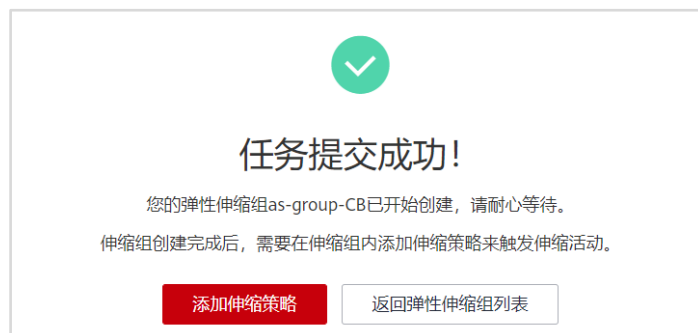 任务提交成功！
您的弹性伸缩组as-group-CB已开始创建，请耐心等待。
伸缩组创建完成后，需要在伸缩组内添加伸缩策略来触发伸缩活动。
添加伸缩策略
返回弹性伸缩组列表